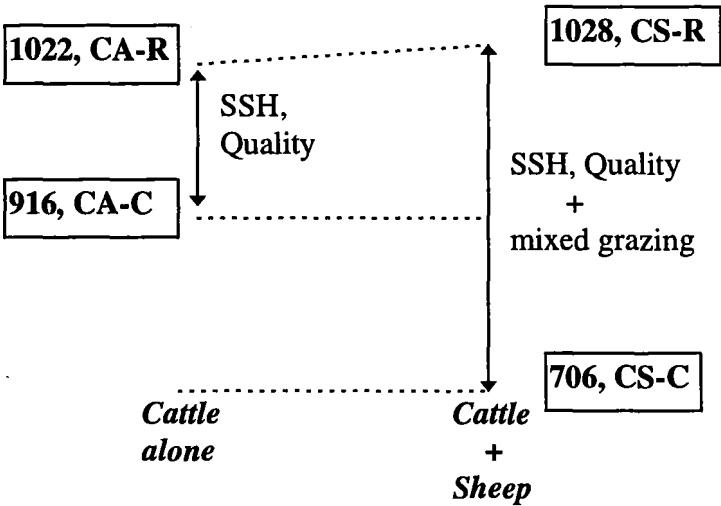 1022, CA-R
1028, CS-R
SSH,
Quality
916, CA-C
SSH, Quality
+
mixed grazing
706, CS-C
Cattle
alone
Cattle
+
Sheep